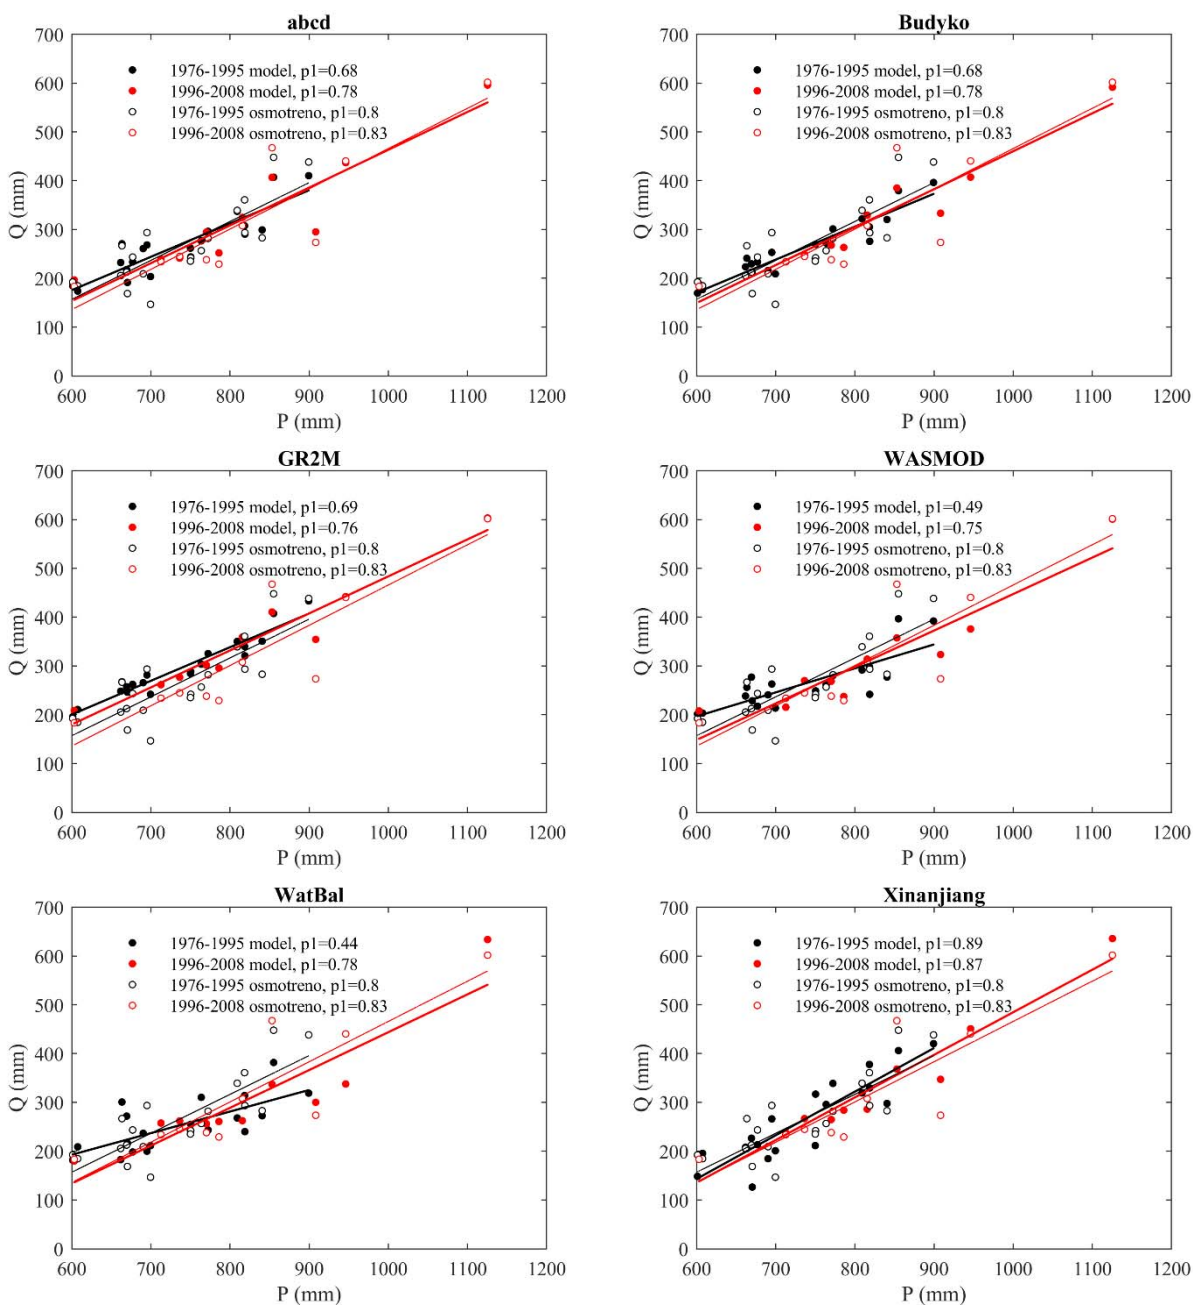 abcd
700
600
500
400
300
200
100
0
Q (mm)
1976-1995 model, p1=0.68
1996-2008 model, p1=0.78
1976-1995 osmotreno, p1=0.8
1996-2008 osmotreno, p1=0.83
600 700 800 900 1000 1100 1200
P (mm)
Budyko
700
600
500
400
300
200
100
0
Q (mm)
1976-1995 model, p1=0.68
1996-2008 model, p1=0.78
1976-1995 osmotreno, p1=0.8
1996-2008 osmotreno, p1=0.83
600 700 800 900 1000 1100 1200
P (mm)
GR2M
700
600
500
400
300
200
100
0
Q (mm)
1976-1995 model, p1=0.69
1996-2008 model, p1=0.76
1976-1995 osmotreno, p1=0.8
1996-2008 osmotreno, p1=0.83
600 700 800 900 1000 1100 1200
P (mm)
WASMOD
700
600
500
400
300
200
100
0
Q (mm)
1976-1995 model, p1=0.49
1996-2008 model, p1=0.75
1976-1995 osmotreno, p1=0.8
1996-2008 osmotreno, p1=0.83
600 700 800 900 1000 1100 1200
P (mm)
WatBal
700
600
500
400
300
200
100
0
Q (mm)
1976-1995 model, p1=0.44
1996-2008 model, p1=0.78
1976-1995 osmotreno, p1=0.8
1996-2008 osmotreno, p1=0.83
600 700 800 900 1000 1100 1200
P (mm)
Xinanjiang
700
600
500
400
300
200
100
0
Q (mm)
1976-1995 model, p1=0.89
1996-2008 model, p1=0.87
1976-1995 osmotreno, p1=0.8
1996-2008 osmotreno, p1=0.83
600 700 800 900 1000 1100 1200
P (mm)